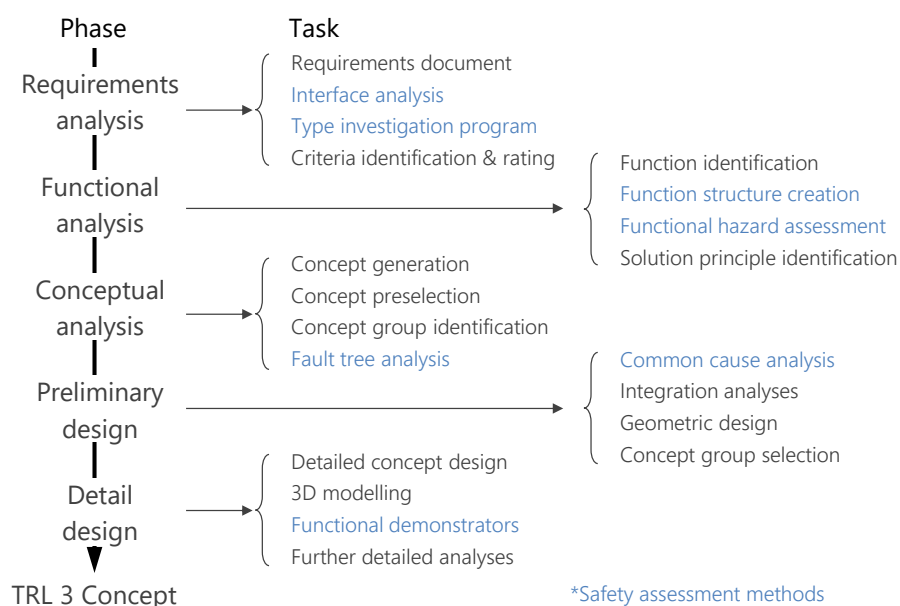 Phase
Task
Requirements
analysis
Requirements document
Interface analysis
Type investigation program
Criteria identification & rating
Functional
analysis
Function identification
Function structure creation
Functional hazard assessment
Solution principle identification
Conceptual
analysis
Concept generation
Concept preselection
Concept group identification
Fault tree analysis
Preliminary
design
Common cause analysis
Integration analyses
Geometric design
Concept group selection
Detail
design
Detailed concept design
3D modelling
Functional demonstrators
Further detailed analyses
TRL 3 Concept
*Safety assessment methods